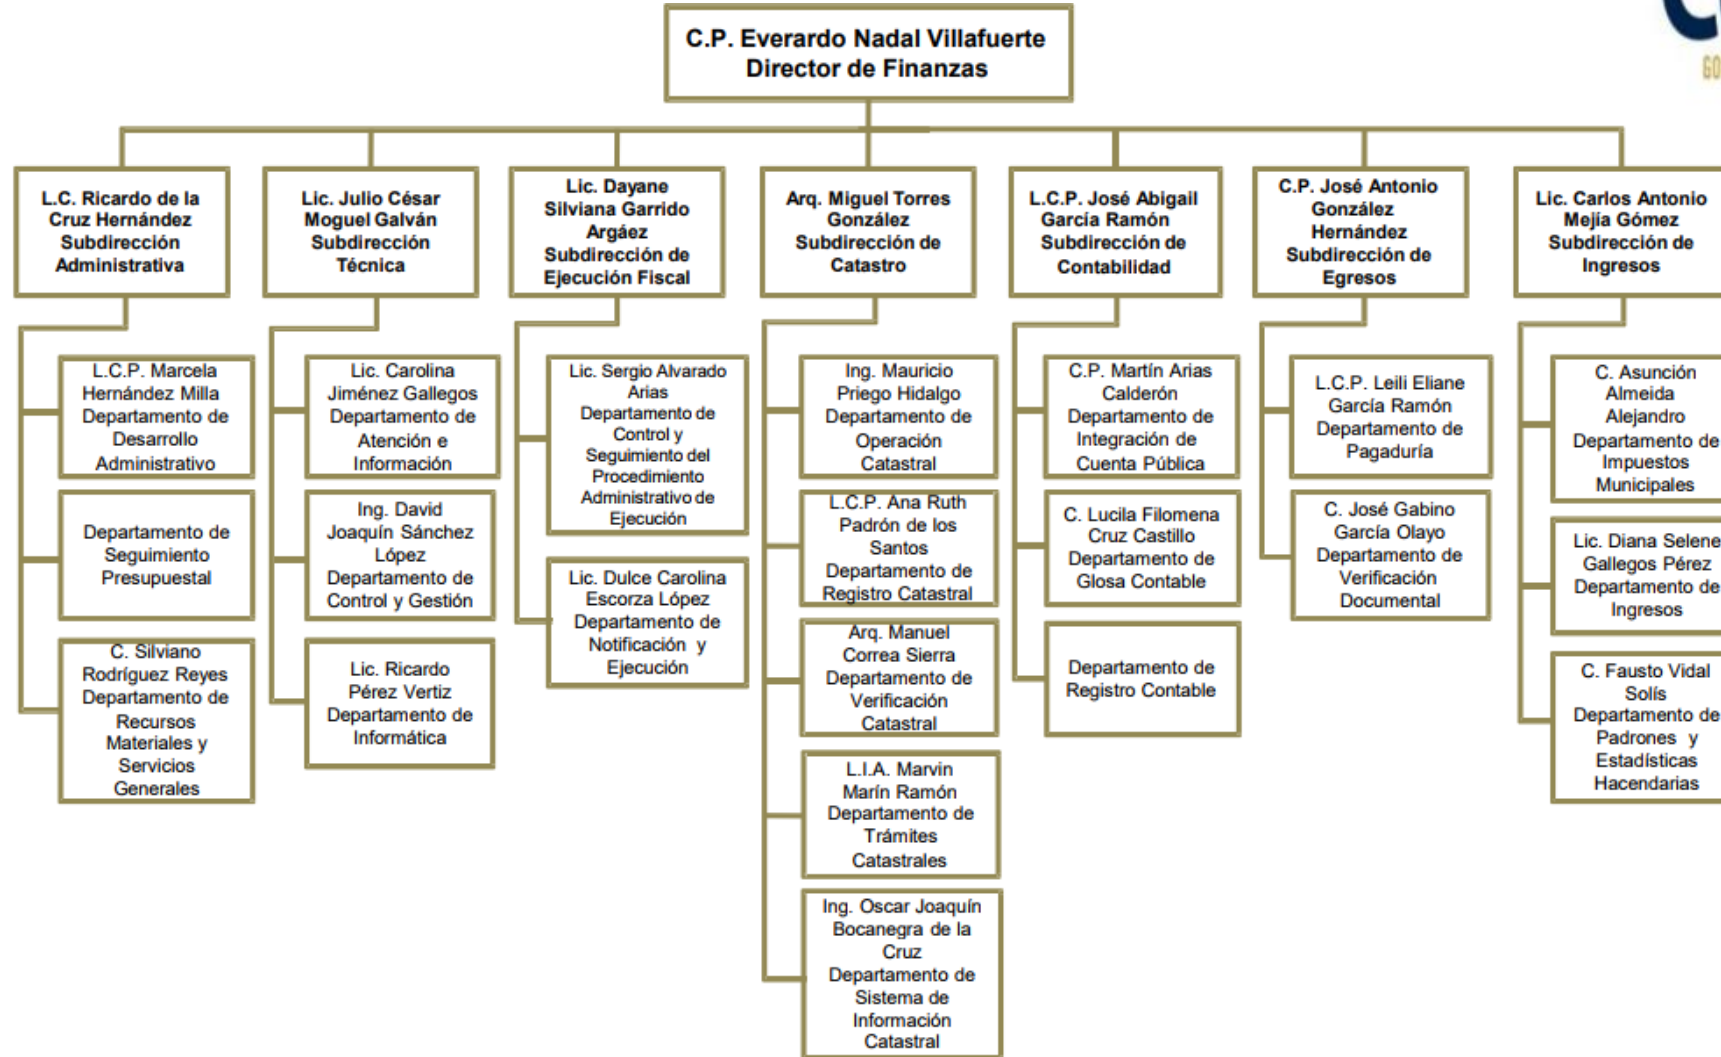 C.P. Everardo Nadal Villafuerte
Director de Finanzas
GO
L.C. Ricardo de la
Cruz Hernández
Subdirección
Administrativa
Lic. Julio César
Moguel Galván
Subdirección
Técnica
Lic. Dayane
Silviana Garrido
Argáez
Subdirección de
Ejecución Fiscal
Arq. Miguel Torres
González
Subdirección de
Catastro
L.C.P. José Abigail
García Ramón
Subdirección de
Contabilidad
C.P. José Antonio
González
Hernández
Subdirección de
Egresos
Lic. Carlos Antonio
Mejía Gómez
Subdirección de
Ingresos
L.C.P. Marcela
Hernández Milla
Departamento de
Desarrollo
Administrativo
Departamento de
Seguimiento
Presupuestal
C. Silviano
Rodríguez Reyes
Departamento de
Recursos
Materiales y
Servicios
Generales
Lic. Carolina
Jiménez Gallegos
Departamento de
Atención e
Información
Ing. David
Joaquín Sánchez
López
Departamento de
Control y Gestión
Lic. Ricardo
Pérez Vertiz
Departamento de
Informática
Lic. Sergio Alvarado
Arias
Departamento de
Control y
Seguimiento del
Procedimiento
Administrativo de
Ejecución
Lic. Dulce Carolina
Escorza López
Departamento de
Notificación y
Ejecución
Ing. Mauricio
Priego Hidalgo
Departamento de
Operación
Catastral
L.C.P. Ana Ruth
Padrón de los
Santos
Departamento de
Registro Catastral
Arq. Manuel
Correa Sierra
Departamento de
Verificación
Catastral
L.I.A. Marvin
Marín Ramón
Departamento de
Trámites
Catastrales
Ing. Oscar Joaquín
Bocanegra de la
Cruz
Departamento de
Sistema de
Información
Catastral
C.P. Martín Arias
Calderón
Departamento de
Integración de
Cuenta Pública
C. Lucila Filomena
Cruz Castillo
Departamento de
Glosa Contable
Departamento de
Registro Contable
L.C.P. Leili Eliane
García Ramón
Departamento de
Pagaduría
C. José Gabino
García Olayo
Departamento de
Verificación
Documental
C. Asunción
Almeida
Alejandro
Departamento de
Impuestos
Municipales
Lic. Diana Selene
Gallegos Pérez
Departamento de
Ingresos
C. Fausto Vidal
Solís
Departamento de
Padrones y
Estadísticas
Hacendarias